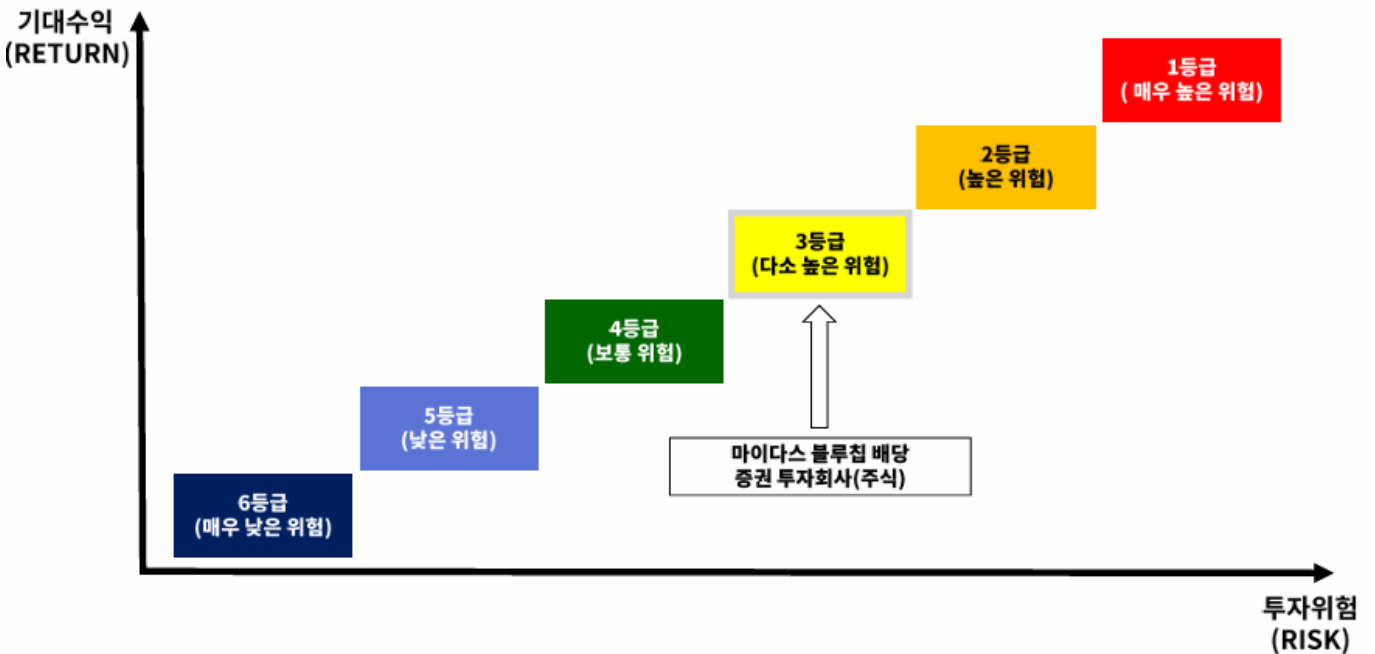 기대수익
(RETURN)
1등급
( 매우 높은 위험)
2등급
(높은 위험)
3등급
(다소 높은 위험)
4등급
(보통 위험)
마이다스 블루칩 배당
증권 투자회사(주식)
5등급
(낮은 위험)
6등급
(매우 낮은 위험)
투자위험
(RISK)